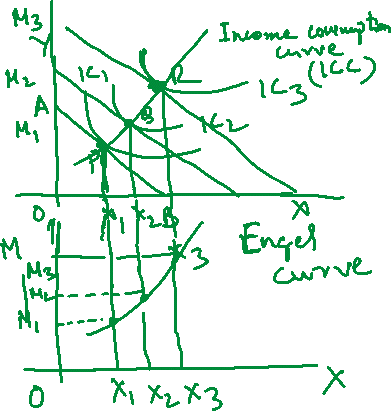 M3
Y
Income consumption
curve
(ICC)
M2
IC1
R
IC3
A
B
IC2
M1
P
O
X1
X2
B
X
M
X3
Engel
curve
M3
M2
M1
O
X1
X2
X3
X